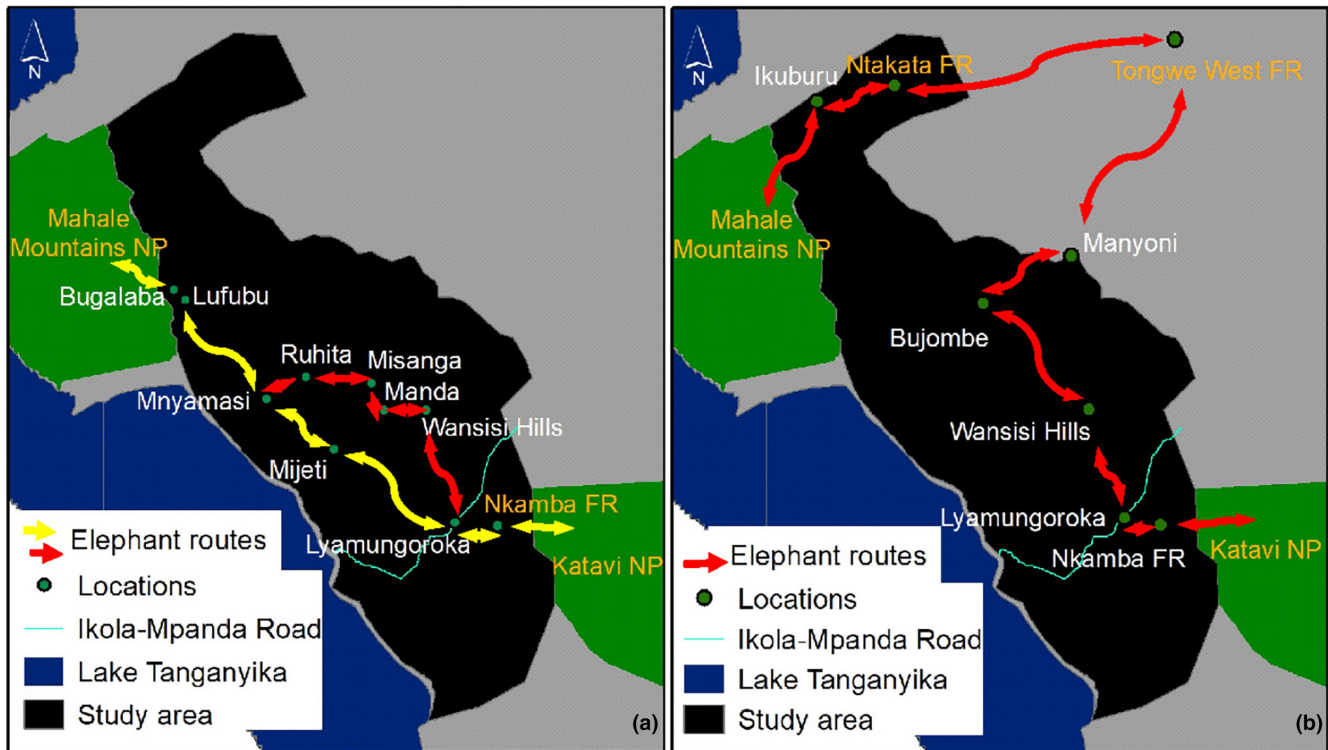 N
Mahale
Mountains NP
Bugalaba
Lufubu
Ruhita
Misanga
Mnyamasi
Manda
Wansisi Hills
Mijeti
Nkamba FR
Lyamungoroka
Katavi NP
Elephant routes
Locations
Ikola-Mpanda Road
Lake Tanganyika
Study area
(a)
N
Ikuburu
Ntakata FR
Tongwe West FR
Mahale
Mountains NP
Manyoni
Bujombe
Wansisi Hills
Lyamungoroka
Nkamba FR
Katavi NP
Elephant routes
Locations
Ikola-Mpanda Road
Lake Tanganyika
Study area
(b)